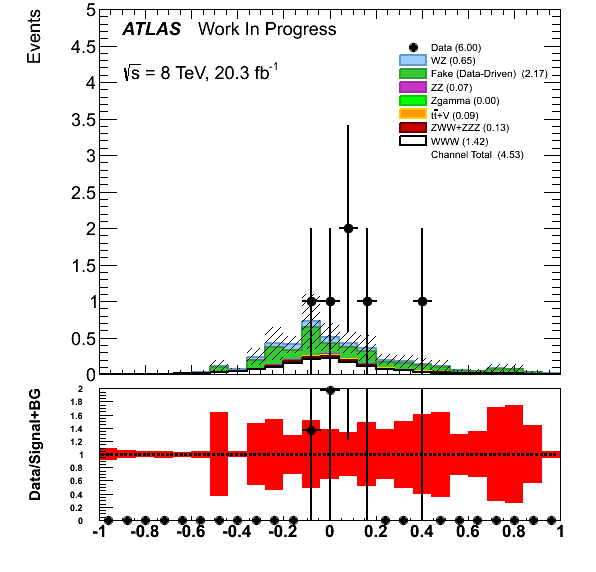 Events
5
4.5
4
3.5
3
2.5
2
1.5
1
0.5
0
ATLAS Work In Progress
√s = 8 TeV, 20.3 fb-1
Data (6.00)
WZ (0.65)
Fake (Data-Driven) (2.17)
ZZ (0.07)
Zgamma (0.00)
tt+V (0.09)
ZWW+ZZZ (0.13)
WWW (1.42)
Channel Total (4.53)
Data/Signal+BG
2
1.8
1.6
1.4
1.2
1
0.8
0.6
0.4
0.2
0
-1 -0.8 -0.6 -0.4 -0.2 0 0.2 0.4 0.6 0.8 1